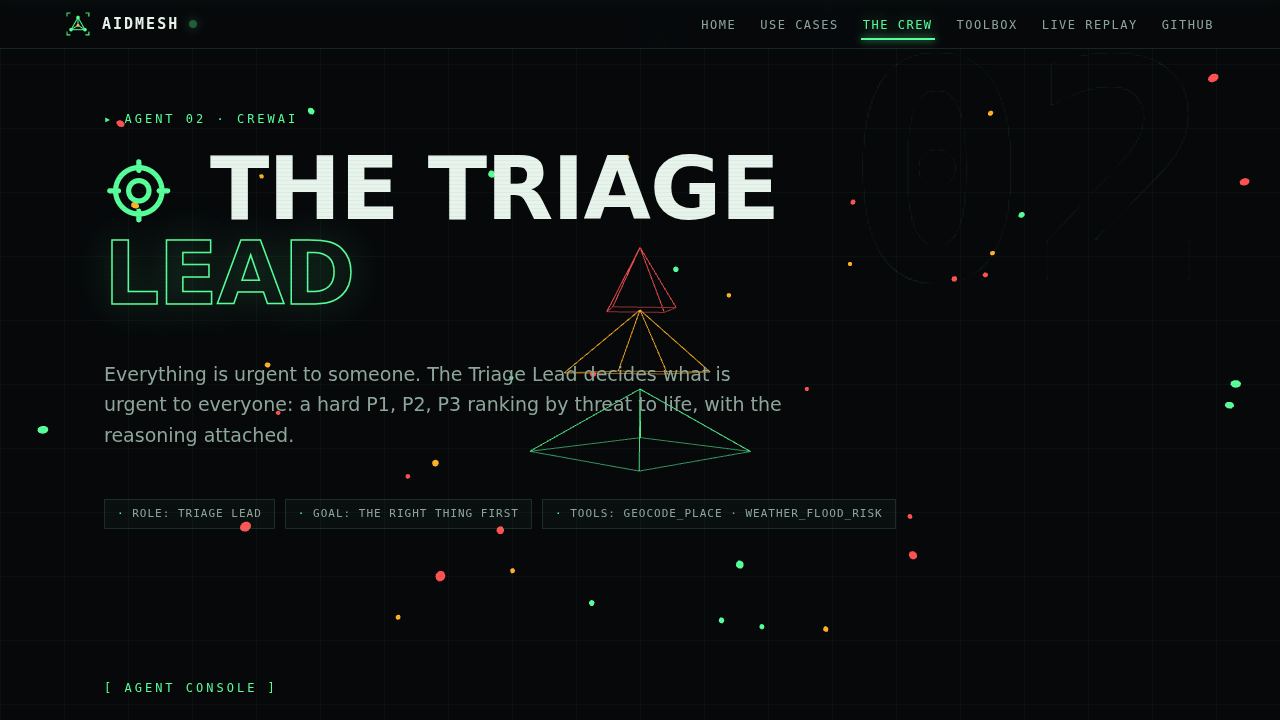 AIDMESH
HOME USE CASES THE CREW TOOLBOX LIVE REPLAY GITHUB
02
▸ AGENT 02 · CREWAI
THE TRIAGE
LEAD
Everything is urgent to someone. The Triage Lead decides what is
urgent to everyone: a hard P1, P2, P3 ranking by threat to life, with the
reasoning attached.
· ROLE: TRIAGE LEAD · GOAL: THE RIGHT THING FIRST · TOOLS: GEOCODE_PLACE · WEATHER_FLOOD_RISK
[ AGENT CONSOLE ]